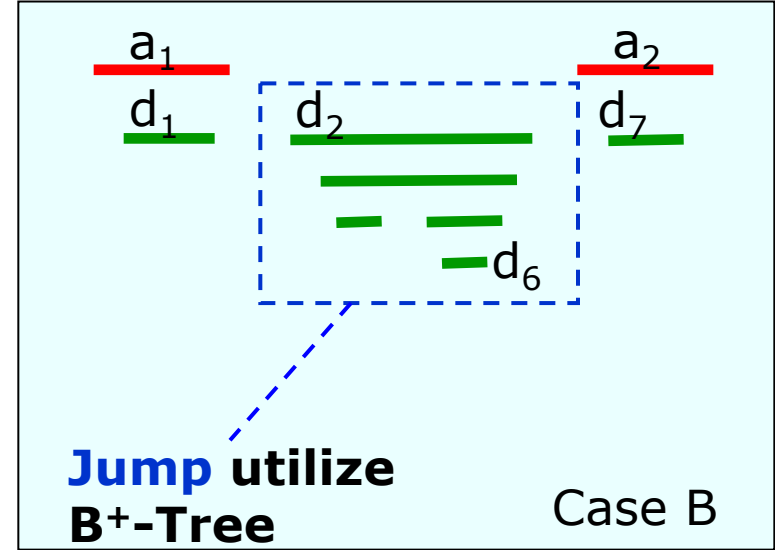 a₁ a₂
d₁ d₂ d₇
d₆
Jump utilize
B⁺-Tree
Case B